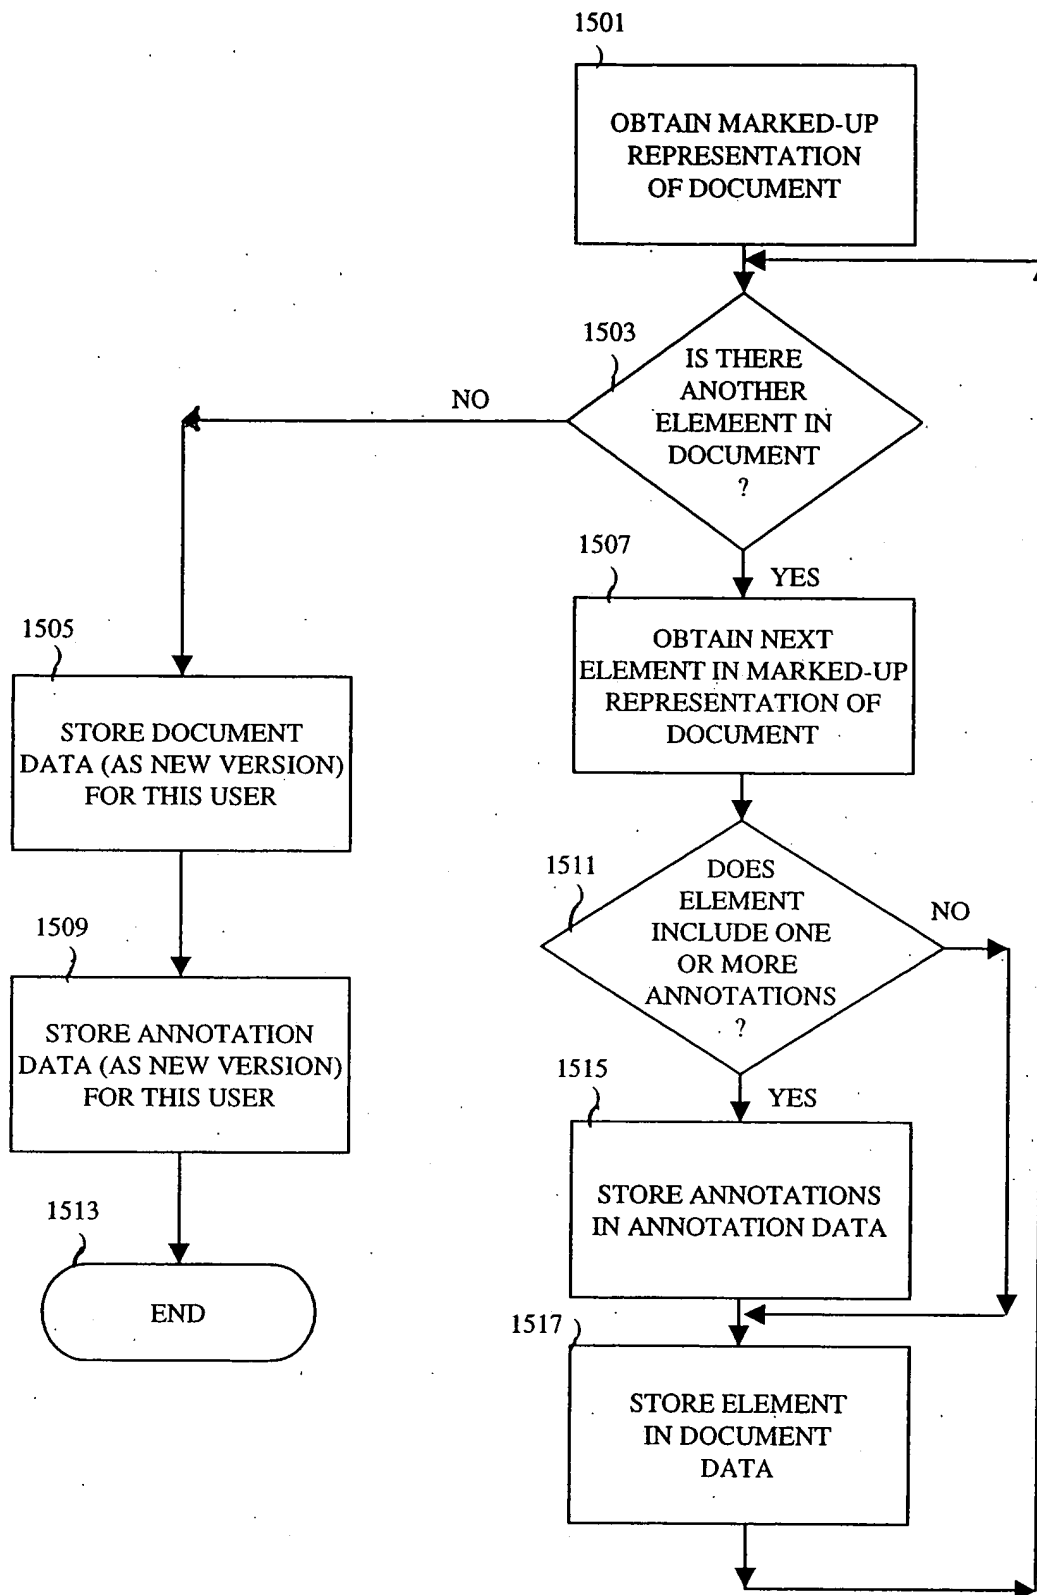 1501
OBTAIN MARKED-UP
REPRESENTATION
OF DOCUMENT
1503
IS THERE
ANOTHER
ELEMEENT IN
DOCUMENT
?
NO
YES
1507
OBTAIN NEXT
ELEMENT IN MARKED-UP
REPRESENTATION OF
DOCUMENT
1505
STORE DOCUMENT
DATA (AS NEW VERSION)
FOR THIS USER
1511
DOES
ELEMENT
INCLUDE ONE
OR MORE
ANNOTATIONS
?
NO
YES
1509
STORE ANNOTATION
DATA (AS NEW VERSION)
FOR THIS USER
1515
STORE ANNOTATIONS
IN ANNOTATION DATA
1513
END
1517
STORE ELEMENT
IN DOCUMENT
DATA